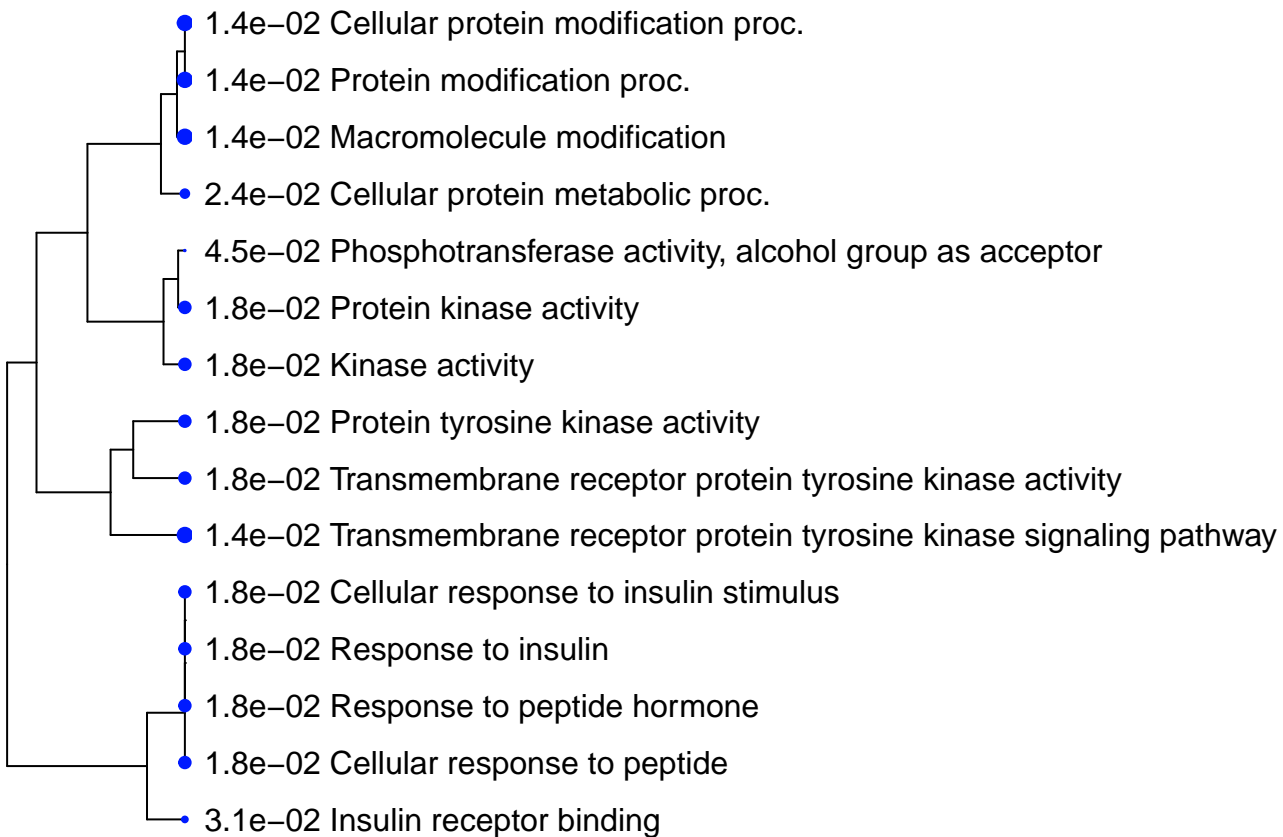 1.4e−02 Cellular protein modification proc.
1.4e−02 Protein modification proc.
1.4e−02 Macromolecule modification
2.4e−02 Cellular protein metabolic proc.
4.5e−02 Phosphotransferase activity, alcohol group as acceptor
1.8e−02 Protein kinase activity
1.8e−02 Kinase activity
1.8e−02 Protein tyrosine kinase activity
1.8e−02 Transmembrane receptor protein tyrosine kinase activity
1.4e−02 Transmembrane receptor protein tyrosine kinase signaling pathway
1.8e−02 Cellular response to insulin stimulus
1.8e−02 Response to insulin
1.8e−02 Response to peptide hormone
1.8e−02 Cellular response to peptide
3.1e−02 Insulin receptor binding